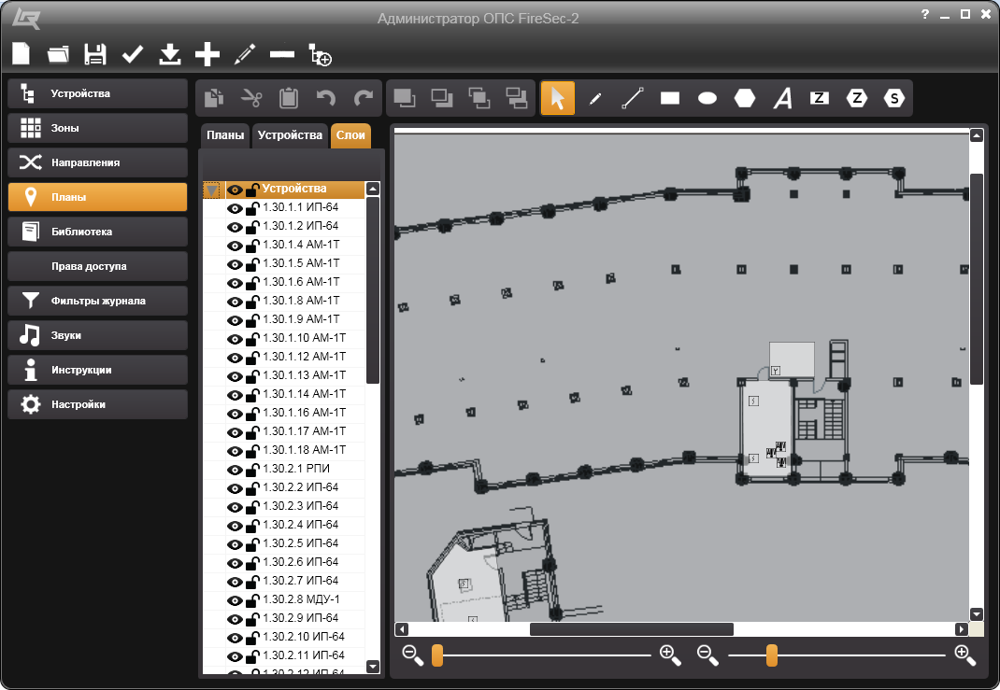 Администратор ОПС FireSec-2
?
Устройства
Зоны
Направления
Планы
Библиотека
Права доступа
Фильтры журнала
Звуки
Инструкции
Настройки
A Z Z S
Планы Устройства Слои
Устройства
1.30.1.1 ИП-64
1.30.1.2 ИП-64
1.30.1.4 АМ-1Т
1.30.1.5 АМ-1Т
1.30.1.6 АМ-1Т
1.30.1.8 АМ-1Т
1.30.1.9 АМ-1Т
1.30.1.10 АМ-1Т
1.30.1.12 АМ-1Т
1.30.1.13 АМ-1Т
1.30.1.14 АМ-1Т
1.30.1.16 АМ-1Т
1.30.1.17 АМ-1Т
1.30.1.18 АМ-1Т
1.30.2.1 РПИ
1.30.2.2 ИП-64
1.30.2.3 ИП-64
1.30.2.4 ИП-64
1.30.2.5 ИП-64
1.30.2.6 ИП-64
1.30.2.7 ИП-64
1.30.2.8 МДУ-1
1.30.2.9 ИП-64
1.30.2.10 ИП-64
1.30.2.11 ИП-64
1.30.2.12 ИП-64